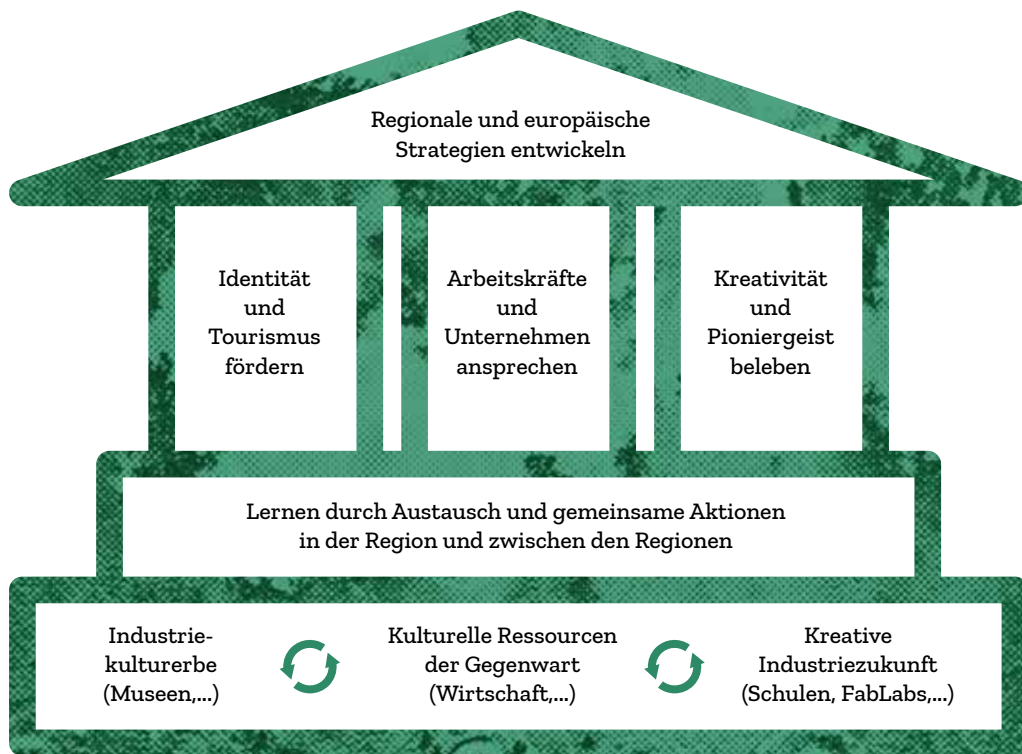 Regionale und europäische
Strategien entwickeln
Identität
und
Tourismus
fördern
Arbeitskräfte
und
Unternehmen
ansprechen
Kreativität
und
Pioniergeist
beleben
Lernen durch Austausch und gemeinsame Aktionen
in der Region und zwischen den Regionen
Industrie-
kulturerbe
(Museen,...)
Kulturelle Ressourcen
der Gegenwart
(Wirtschaft,...)
Kreative
Industriezukunft
(Schulen, FabLabs,...)